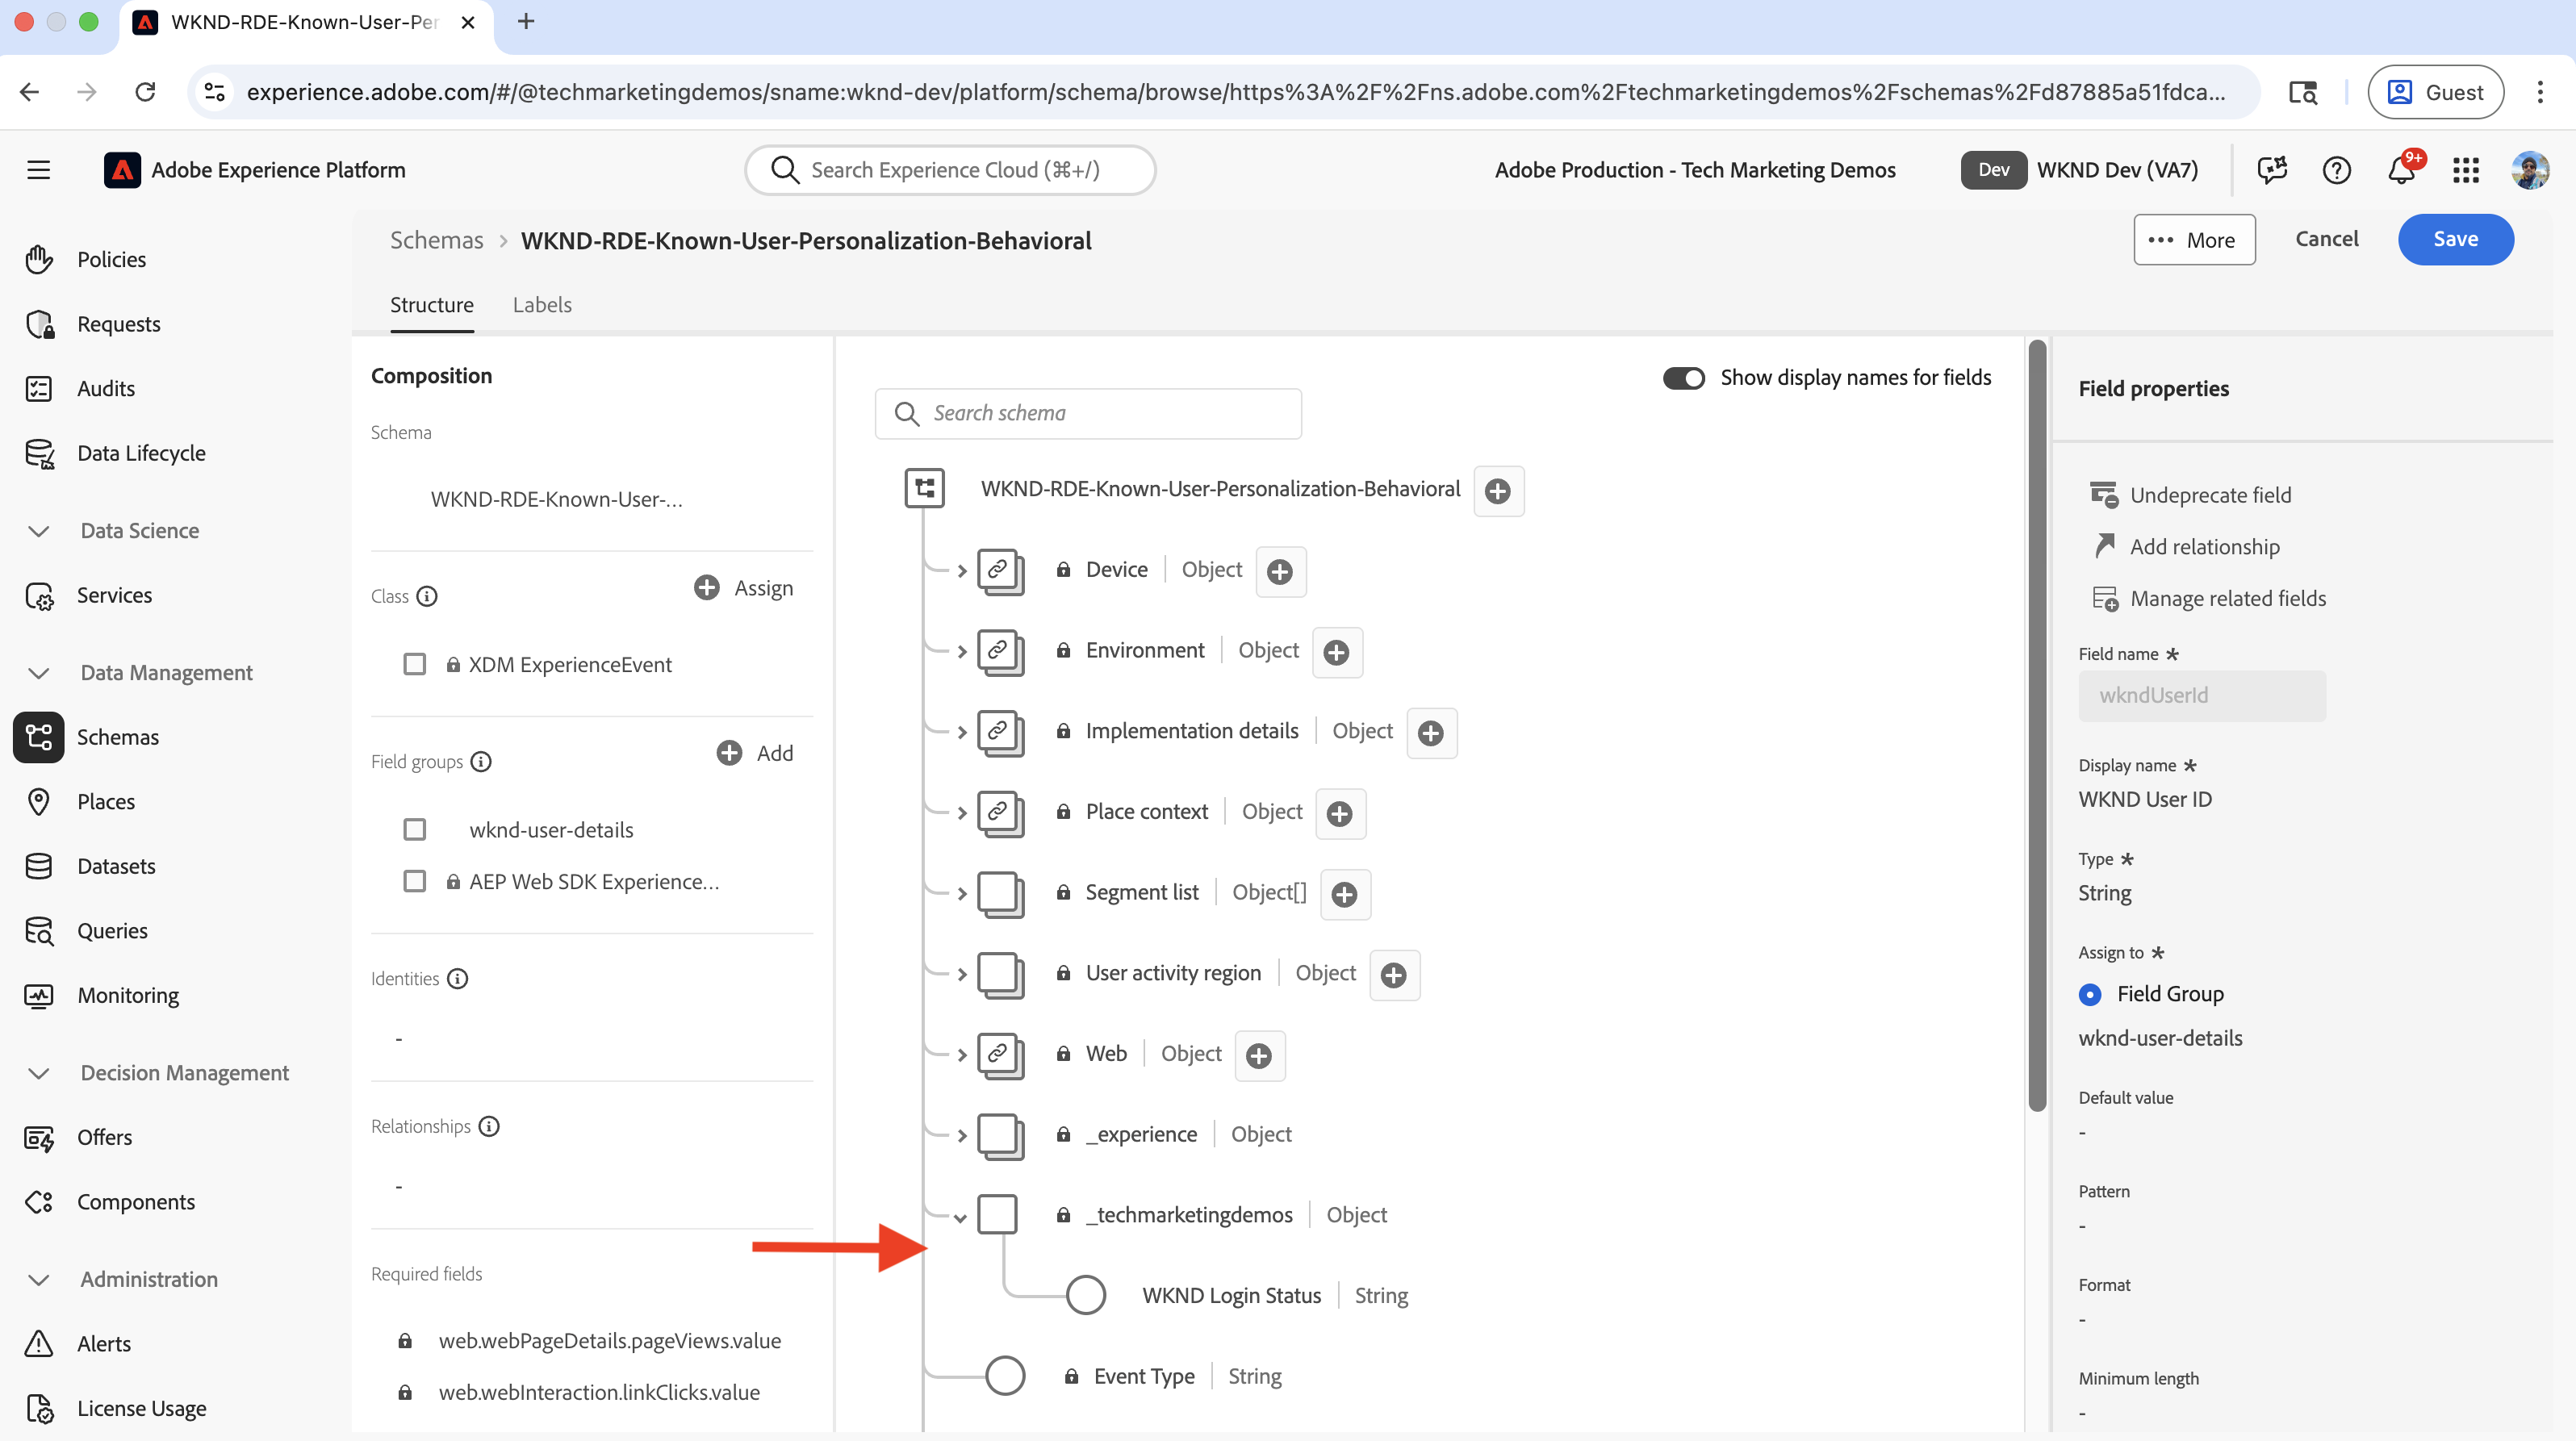 WKND-RDE-Known-User-Per
experience.adobe.com/#/@techmarketingdemos/sname:wknd-dev/platform/schema/browse/https%3A%2F%2Fns.adobe.com%2Ftechmarketingdemos%2Fschemas%2Fd87885a51fdca...
Guest
Adobe Experience Platform
Search Experience Cloud (⌘+/)
Adobe Production - Tech Marketing Demos
Dev
WKND Dev (VA7)
9+
Policies
Requests
Audits
Data Lifecycle
Data Science
Services
Data Management
Schemas
Places
Datasets
Queries
Monitoring
Decision Management
Offers
Components
Administration
Alerts
License Usage
Schemas > WKND-RDE-Known-User-Personalization-Behavioral
••• More
Cancel
Save
Structure
Labels
Composition
Schema
WKND-RDE-Known-User-...
Class
Assign
XDM ExperienceEvent
Field groups
Add
wknd-user-details
AEP Web SDK Experience...
Identities
-
Relationships
-
Required fields
web.webPageDetails.pageViews.value
web.webInteraction.linkClicks.value
Show display names for fields
Search schema
WKND-RDE-Known-User-Personalization-Behavioral
Device | Object
Environment | Object
Implementation details | Object
Place context | Object
Segment list | Object[]
User activity region | Object
Web | Object
_experience | Object
_techmarketingdemos | Object
WKND Login Status | String
Event Type | String
Field properties
Undeprecate field
Add relationship
Manage related fields
Field name *
wkndUserId
Display name *
WKND User ID
Type *
String
Assign to *
Field Group
wknd-user-details
Default value
-
Pattern
-
Format
-
Minimum length
-